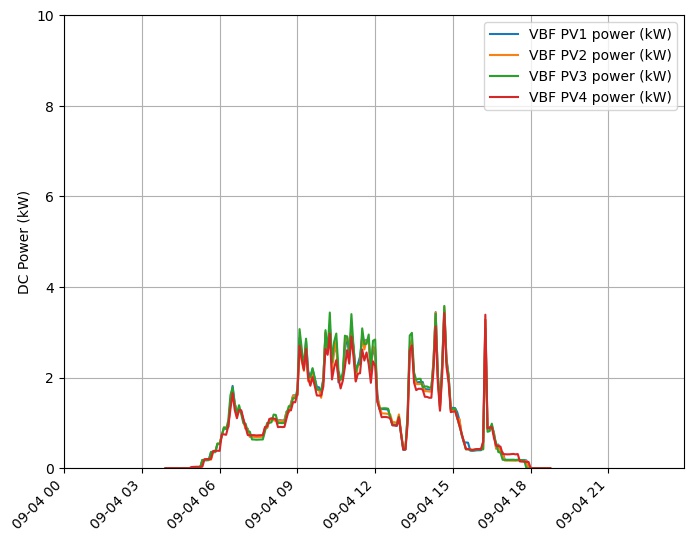 10
8
6
4
2
0
DC Power (kW)
VBF PV1 power (kW)
VBF PV2 power (kW)
VBF PV3 power (kW)
VBF PV4 power (kW)
09-04 00
09-04 03
09-04 06
09-04 09
09-04 12
09-04 15
09-04 18
09-04 21